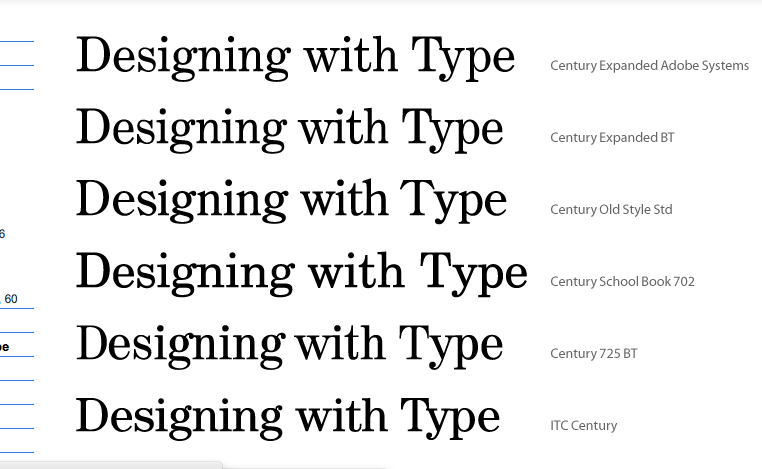 Designing with Type Century Expanded Adobe Systems
Designing with Type Century Expanded BT
Designing with Type Century Old Style Std
6
Designing with Type Century School Book 702
, 60
Designing with Type Century 725 BT
Designing with Type ITC Century